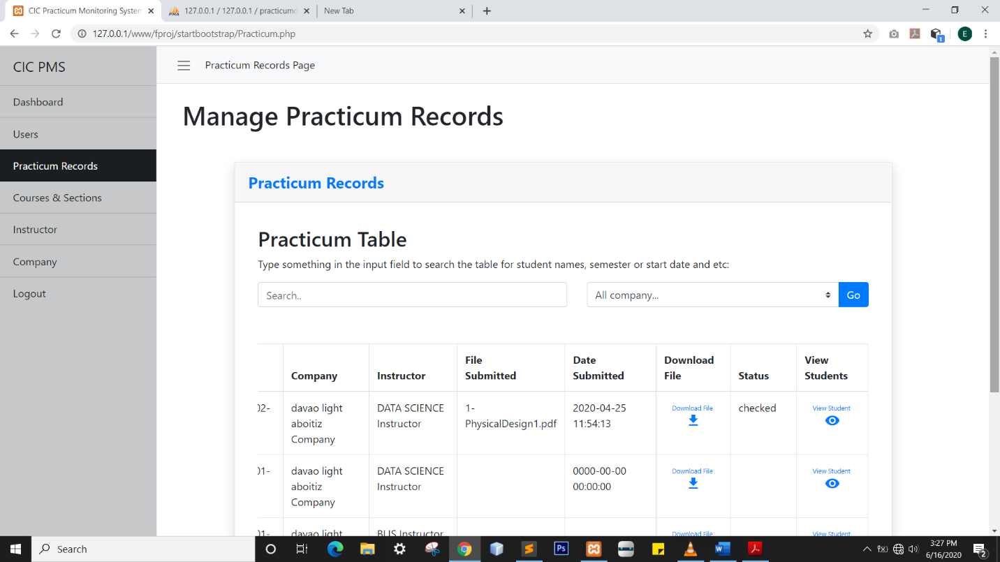 CIC Practicum Monitoring System
127.0.0.1 / 127.0.0.1 / practicumd
New Tab
127.0.0.1/www/fproj/startbootstrap/Practicum.php
1
E
CIC PMS
Practicum Records Page
Dashboard
Users
Practicum Records
Courses & Sections
Instructor
Company
Logout
Manage Practicum Records
Practicum Records
Practicum Table
Type something in the input field to search the table for student names, semester or start date and etc:
Search..
All company...
Go
Company
Instructor
File
Submitted
Date
Submitted
Download
File
Status
View
Students
02-
davao light
aboitiz
Company
DATA SCIENCE
Instructor
1-
PhysicalDesign1.pdf
2020-04-25
11:54:13
Download File
checked
View Student
01-
davao light
aboitiz
Company
DATA SCIENCE
Instructor
0000-00-00
00:00:00
Download File
View Student
01-
davao light
BLIS Instructor
Download File
View Student
Search
Ps
3:27 PM
6/16/2020
2